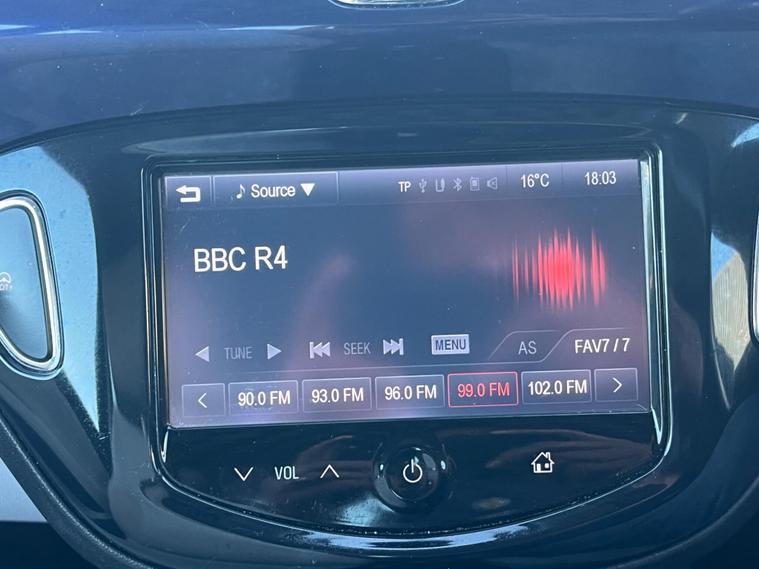 Source TP 16°C 18:03
BBC R4
TUNE SEEK MENU AS FAV7 / 7
90.0 FM 93.0 FM 96.0 FM 99.0 FM 102.0 FM
VOL